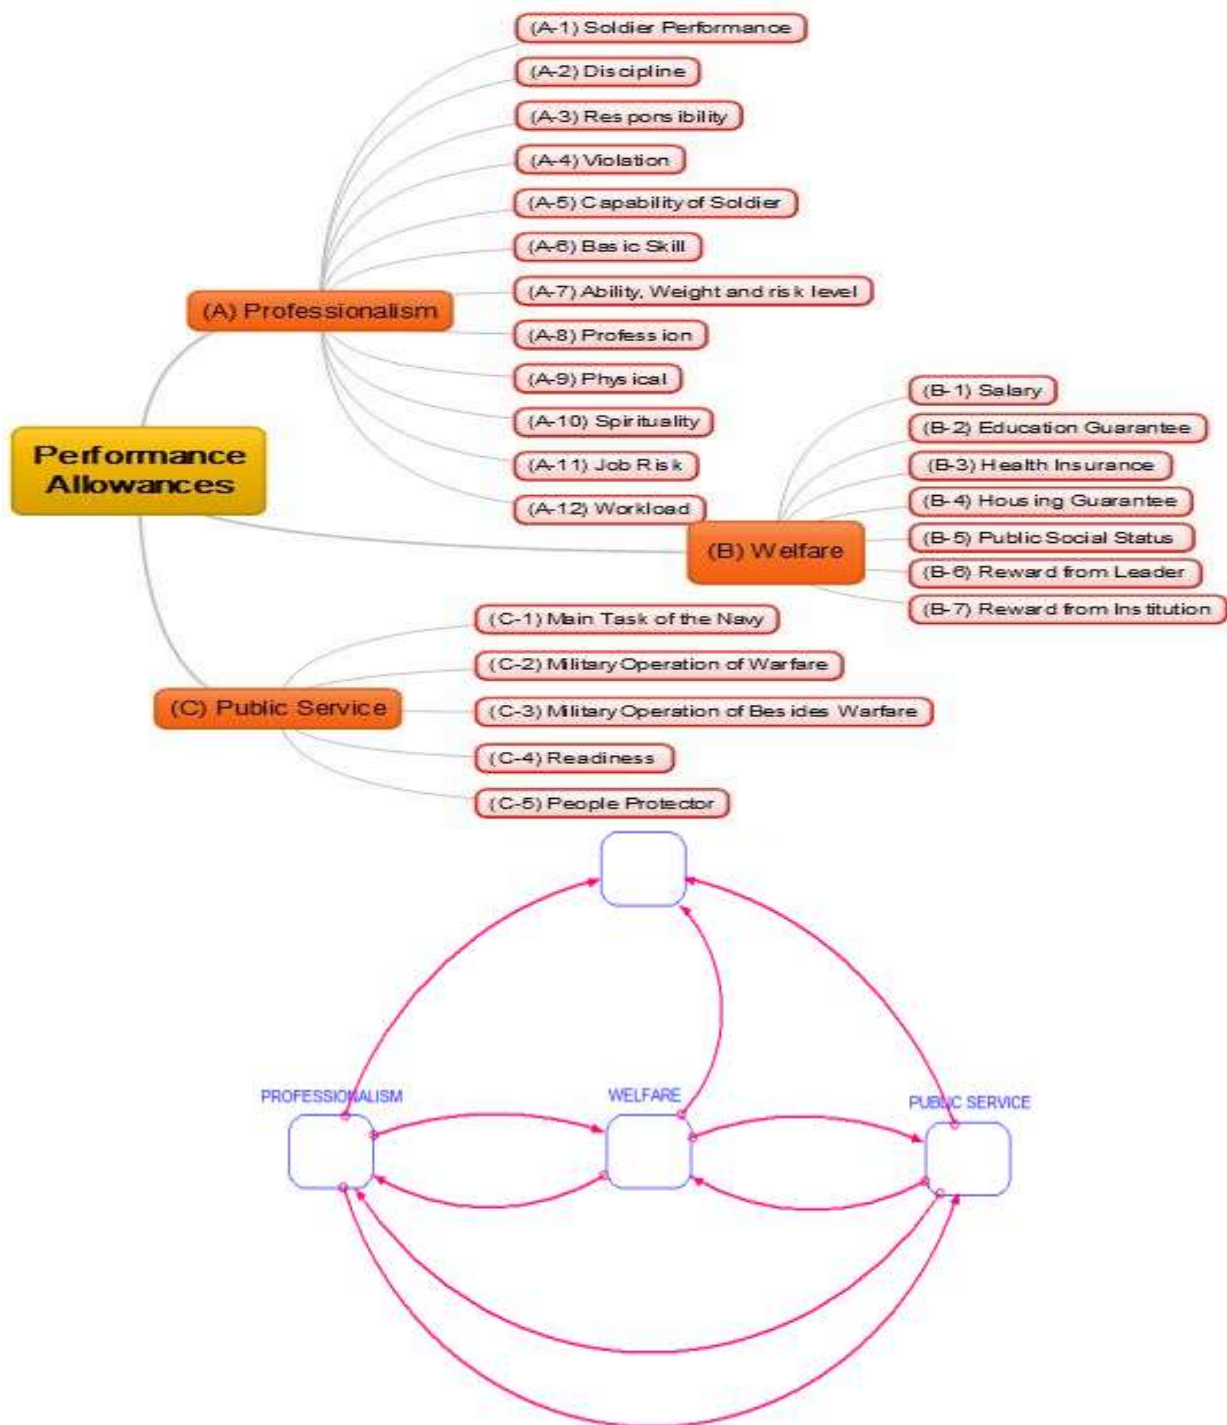 (A-1) Soldier Performance
(A-2) Discipline
(A-3) Responsibility
(A-4) Violation
(A-5) Capability of Soldier
(A-6) Basic Skill
(A) Professionalism
(A-7) Ability, Weight and risk level
(A-8) Profession
(A-9) Physical
(A-10) Spirituality
(A-11) Job Risk
(A-12) Workload
Performance
Allowances
(B) Welfare
(B-1) Salary
(B-2) Education Guarantee
(B-3) Health Insurance
(B-4) Housing Guarantee
(B-5) Public Social Status
(B-6) Reward from Leader
(B-7) Reward from Institution
(C) Public Service
(C-1) Main Task of the Navy
(C-2) Military Operation of Warfare
(C-3) Military Operation of Besides Warfare
(C-4) Readiness
(C-5) People Protector
PROFESSIONALISM
WELFARE
PUBLIC SERVICE